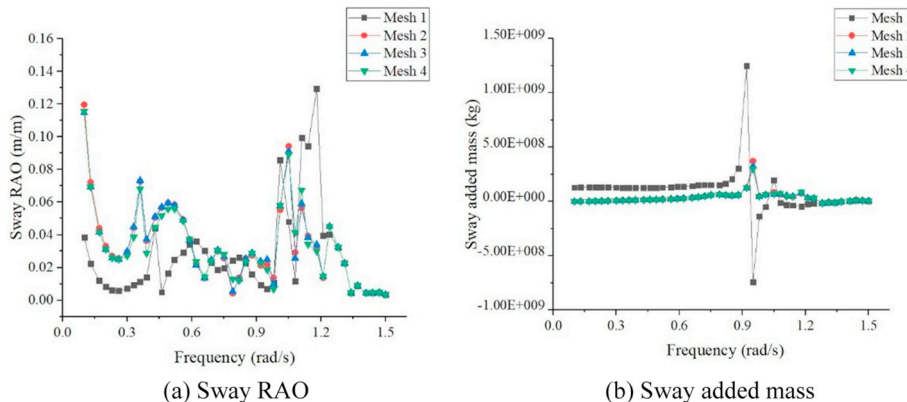 Mesh 1
Mesh 2
Mesh 3
Mesh 4
0.16
0.14
0.12
0.10
0.08
0.06
0.04
0.02
0.00
Sway RAO (m/m)
0.0 0.3 0.6 0.9 1.2 1.5
Frequency (rad/s)
(a) Sway RAO
Mesh
Mesh
Mesh
Mesh
1.50E+009
1.00E+009
5.00E+008
0.00E+000
-5.00E+008
-1.00E+009
Sway added mass (kg)
0.0 0.3 0.6 0.9 1.2 1.5
Frequency (rad/s)
(b) Sway added mass